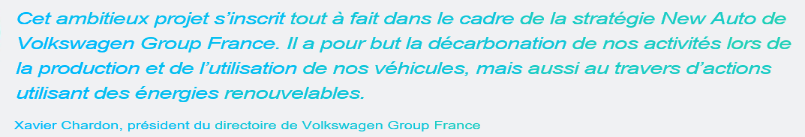 Cet ambitieux projet s’inscrit tout à fait dans le cadre de la stratégie New Auto de
Volkswagen Group France. Il a pour but la décarbonation de nos activités lors de
la production et de l’utilisation de nos véhicules, mais aussi au travers d’actions
utilisant des énergies renouvelables.
Xavier Chardon, président du directoire de Volkswagen Group France